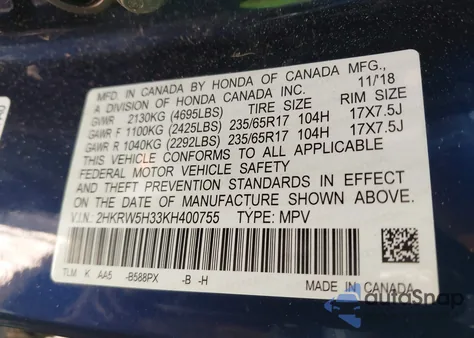 MFD. IN CANADA BY HONDA OF CANADA MFG.,
A DIVISION OF HONDA CANADA INC. 11/18
GVWR 2130KG (4695LBS) TIRE SIZE RIM SIZE
GAWR F 1100KG (2425LBS) 235/65R17 104H 17X7.5J
GAWR R 1040KG (2292LBS) 235/65R17 104H 17X7.5J
THIS VEHICLE CONFORMS TO ALL APPLICABLE
FEDERAL MOTOR VEHICLE SAFETY
AND THEFT PREVENTION STANDARDS IN EFFECT
ON THE DATE OF MANUFACTURE SHOWN ABOVE.
V.I.N.: 2HKRW5H33KH400755 TYPE: MPV
TLM K AA5 -B588PX -B -H MADE IN CANADA
autoSnap